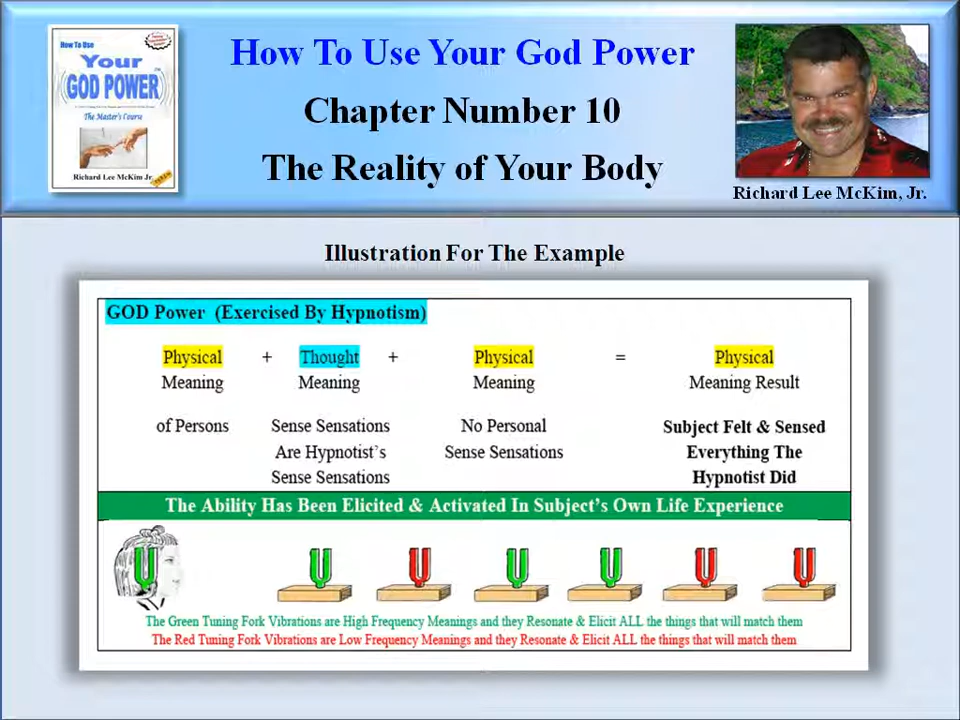 How To Use
Your
GOD POWER
The Master's Course
Richard Lee McKim Jr.
How To Use Your God Power
Chapter Number 10
The Reality of Your Body
Richard Lee McKim, Jr.
Illustration For The Example
GOD Power (Exercised By Hypnotism)
Physical + Thought + Physical = Physical
Meaning Meaning Meaning Meaning Result
of Persons Sense Sensations No Personal Subject Felt & Sensed
Are Hypnotist's Sense Sensations Everything The
Sense Sensations Hypnotist Did
The Ability Has Been Elicited & Activated In Subject's Own Life Experience
The Green Tuning Fork Vibrations are High Frequency Meanings and they Resonate & Elicit ALL the things that will match them
The Red Tuning Fork Vibrations are Low Frequency Meanings and they Resonate & Elicit ALL the things that will match them